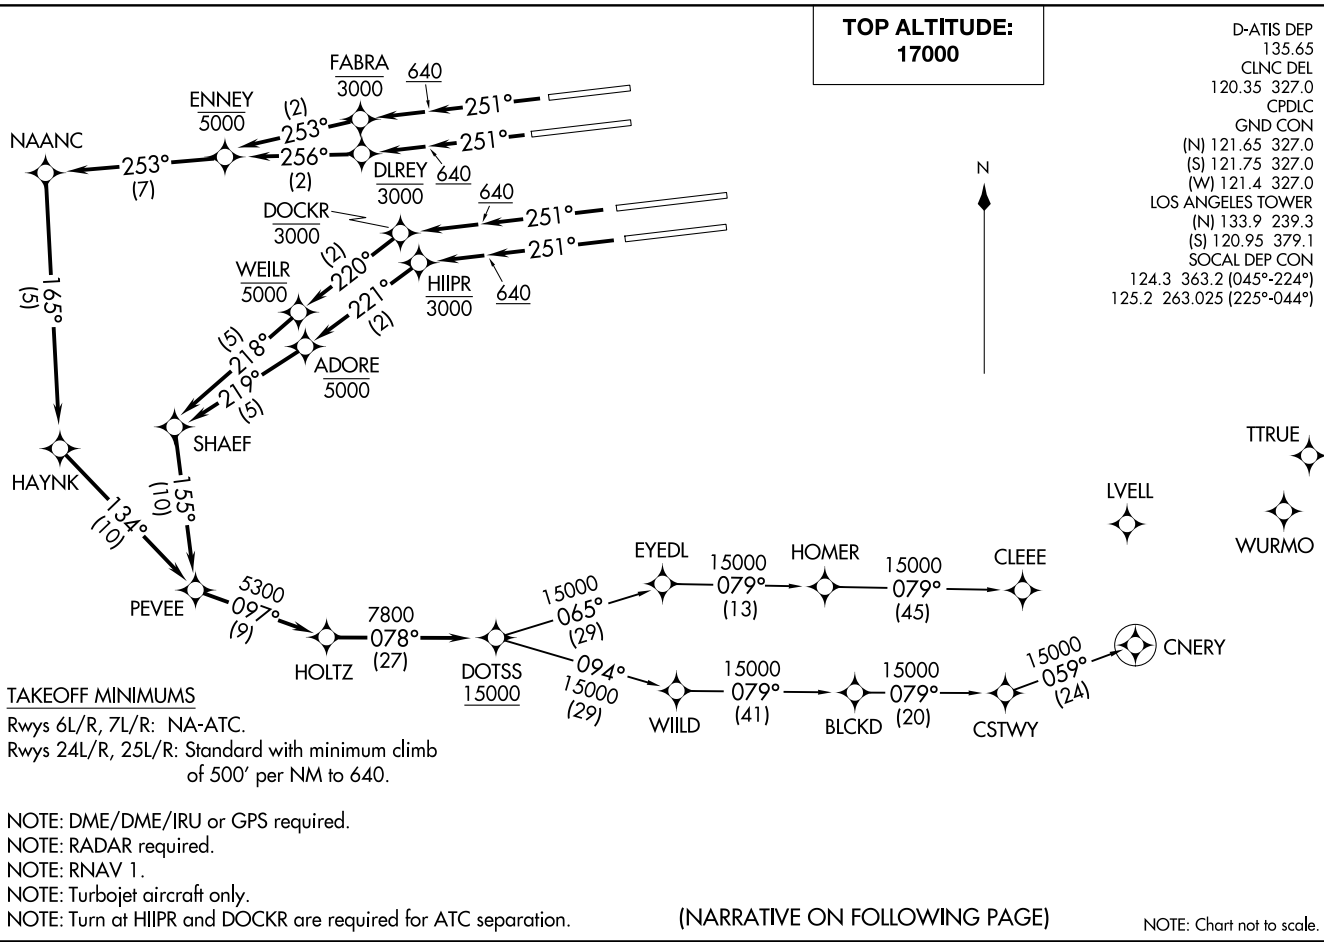 TOP ALTITUDE:
17000
D-ATIS DEP
135.65
CLNC DEL
120.35 327.0
CPDLC
GND CON
(N) 121.65 327.0
(S) 121.75 327.0
(W) 121.4 327.0
LOS ANGELES TOWER
(N) 133.9 239.3
(S) 120.95 379.1
SOCAL DEP CON
124.3 363.2 (045°-224°)
125.2 263.025 (225°-044°)
FABRA
3000
640
251°
ENNEY
5000
(2)
253°
NAANC
253°
(7)
256°
(2)
251°
640
DLREY
3000
DOCKR
3000
640
251°
N
WEILR
5000
(2)
220°
HIIPR
3000
251°
640
221°
(2)
165°
(5)
(5)
218°
219°
(5)
ADORE
5000
SHAEF
HAYNK
134°
(10)
155°
(10)
TTRUE
LVELL
WURMO
PEVEE
5300
097°
(9)
HOLTZ
7800
078°
(27)
DOTSS
15000
15000
065°
(29)
EYEDL
15000
079°
(13)
HOMER
15000
079°
(45)
CLEEE
094°
15000
(29)
WIILD
15000
079°
(41)
BLCKD
15000
079°
(20)
CSTWY
15000
059°
(24)
CNERY
TAKEOFF MINIMUMS
Rwys 6L/R, 7L/R: NA-ATC.
Rwys 24L/R, 25L/R: Standard with minimum climb
of 500' per NM to 640.
NOTE: DME/DME/IRU or GPS required.
NOTE: RADAR required.
NOTE: RNAV 1.
NOTE: Turbojet aircraft only.
NOTE: Turn at HIIPR and DOCKR are required for ATC separation.
(NARRATIVE ON FOLLOWING PAGE)
NOTE: Chart not to scale.